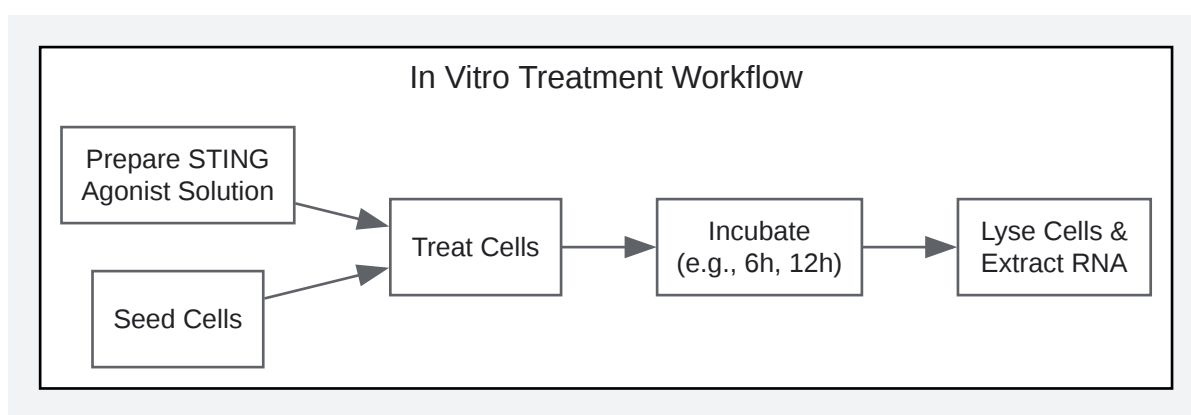 In Vitro Treatment Workflow
Prepare STING
Agonist Solution
Seed Cells
Treat Cells
Incubate
(e.g., 6h, 12h)
Lyse Cells &
Extract RNA